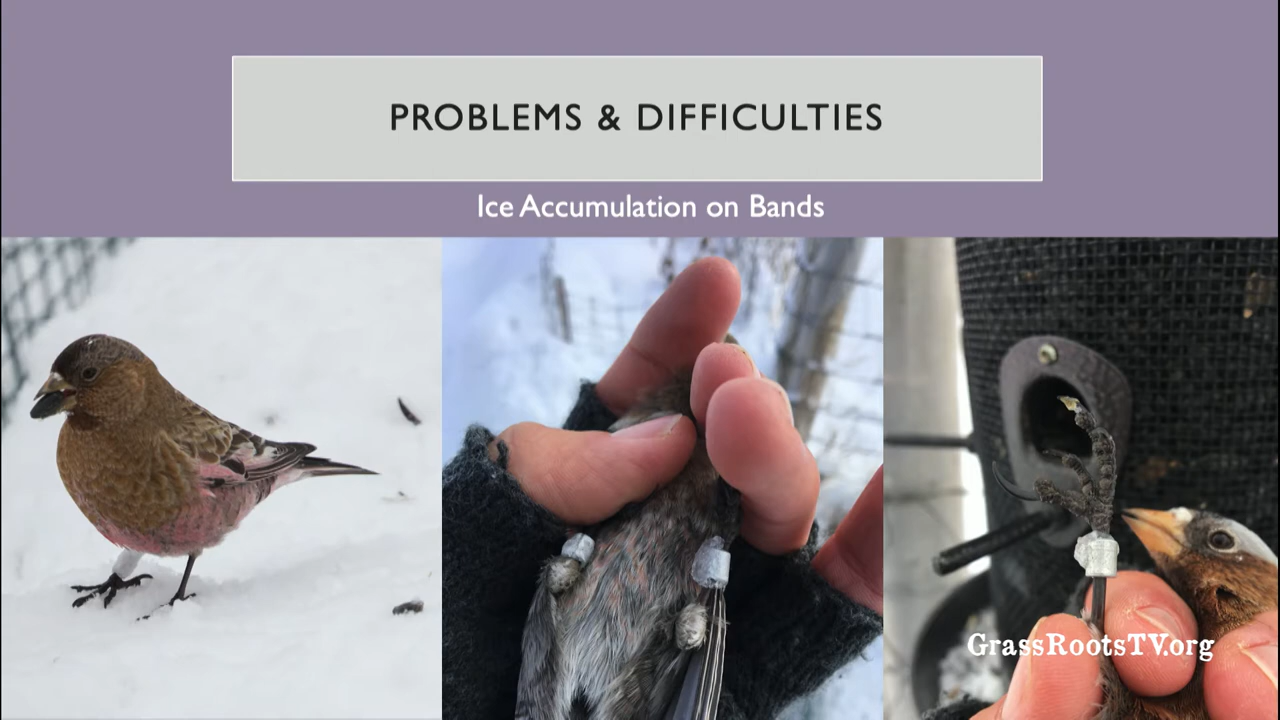 PROBLEMS & DIFFICULTIES
Ice Accumulation on Bands
GrassRootsTV.org